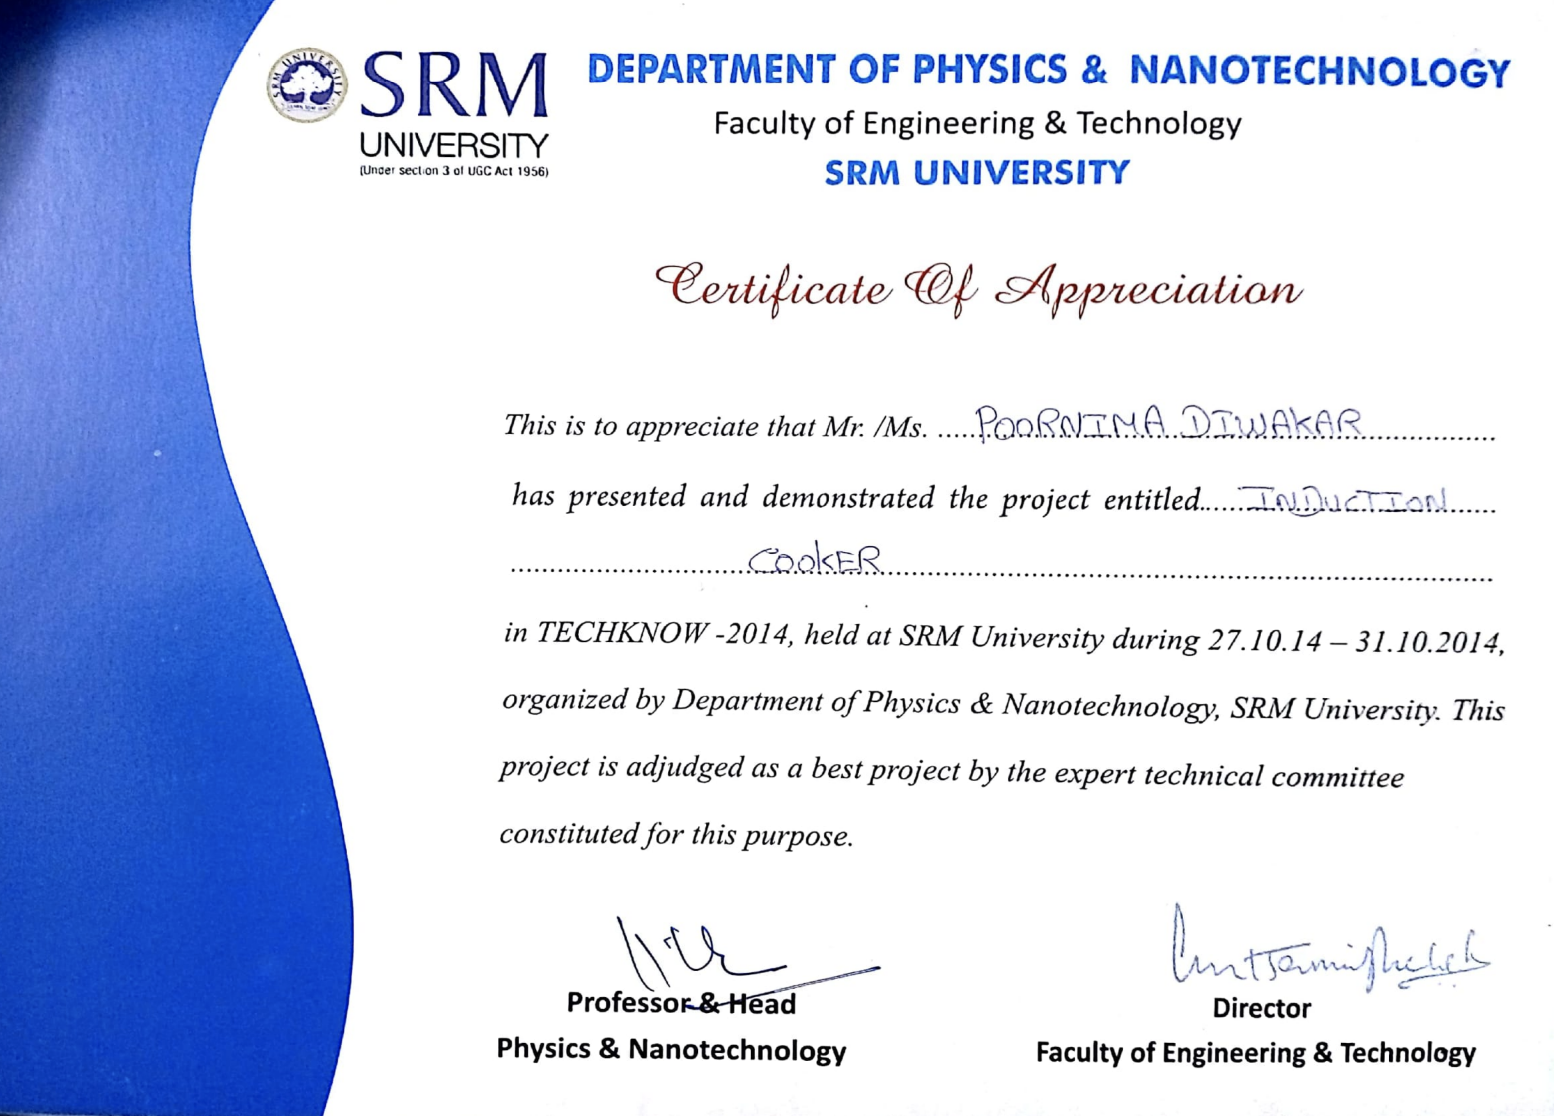 SRM UNIVERSITY
SRM
UNIVERSITY
(Under section 3 of UGC Act 1956)
DEPARTMENT OF PHYSICS & NANOTECHNOLOGY
Faculty of Engineering & Technology
SRM UNIVERSITY
Certificate Of Appreciation
This is to appreciate that Mr. /Ms. .....POORNIMA DIWAKAR..................
has presented and demonstrated the project entitled......INDUCTION......
..............................COOKER................................................................................
in TECHKNOW -2014, held at SRM University during 27.10.14 – 31.10.2014,
organized by Department of Physics & Nanotechnology, SRM University. This
project is adjudged as a best project by the expert technical committee
constituted for this purpose.
Professor & Head
Physics & Nanotechnology
Director
Faculty of Engineering & Technology